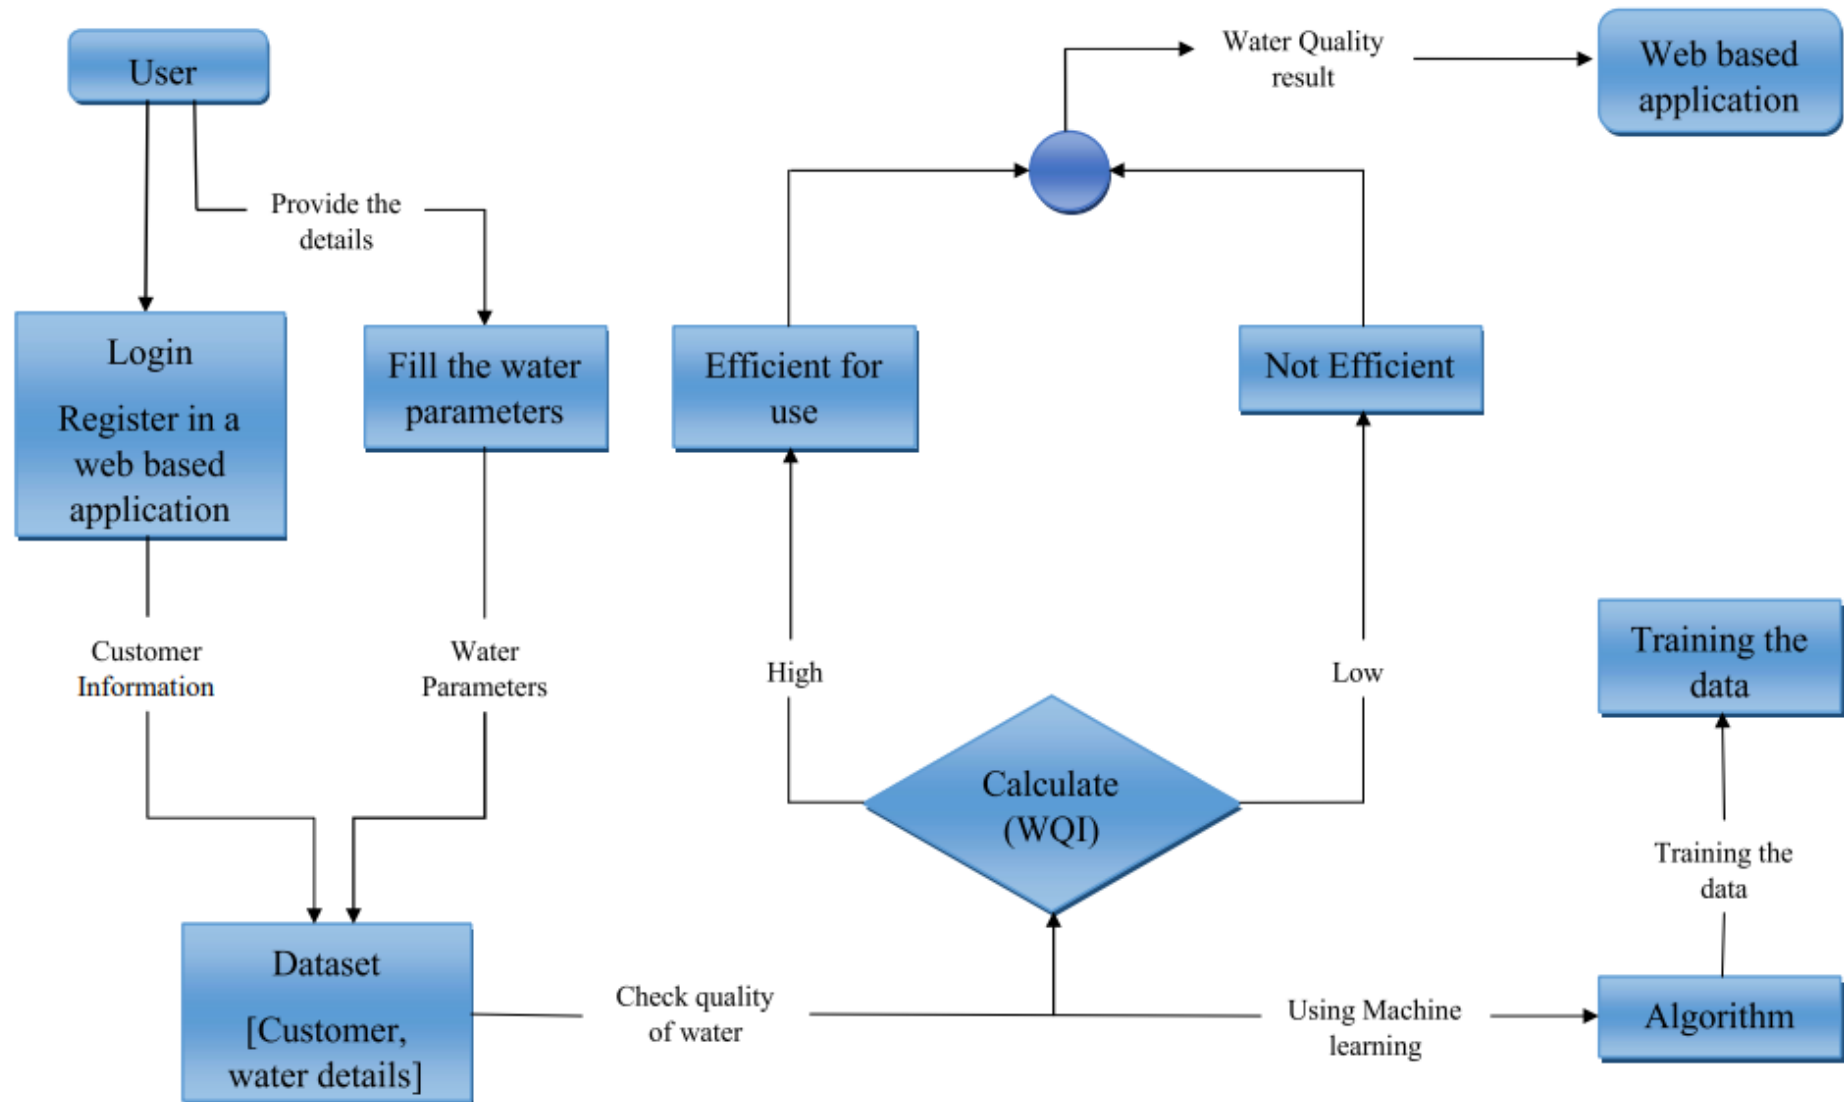 User
Water Quality
result
Web based
application
Provide the
details
Login
Register in a
web based
application
Fill the water
parameters
Efficient for
use
Not Efficient
Customer
Information
Water
Parameters
High
Low
Training the
data
Calculate
(WQI)
Training the
data
Dataset
[Customer,
water details]
Check quality
of water
Using Machine
learning
Algorithm